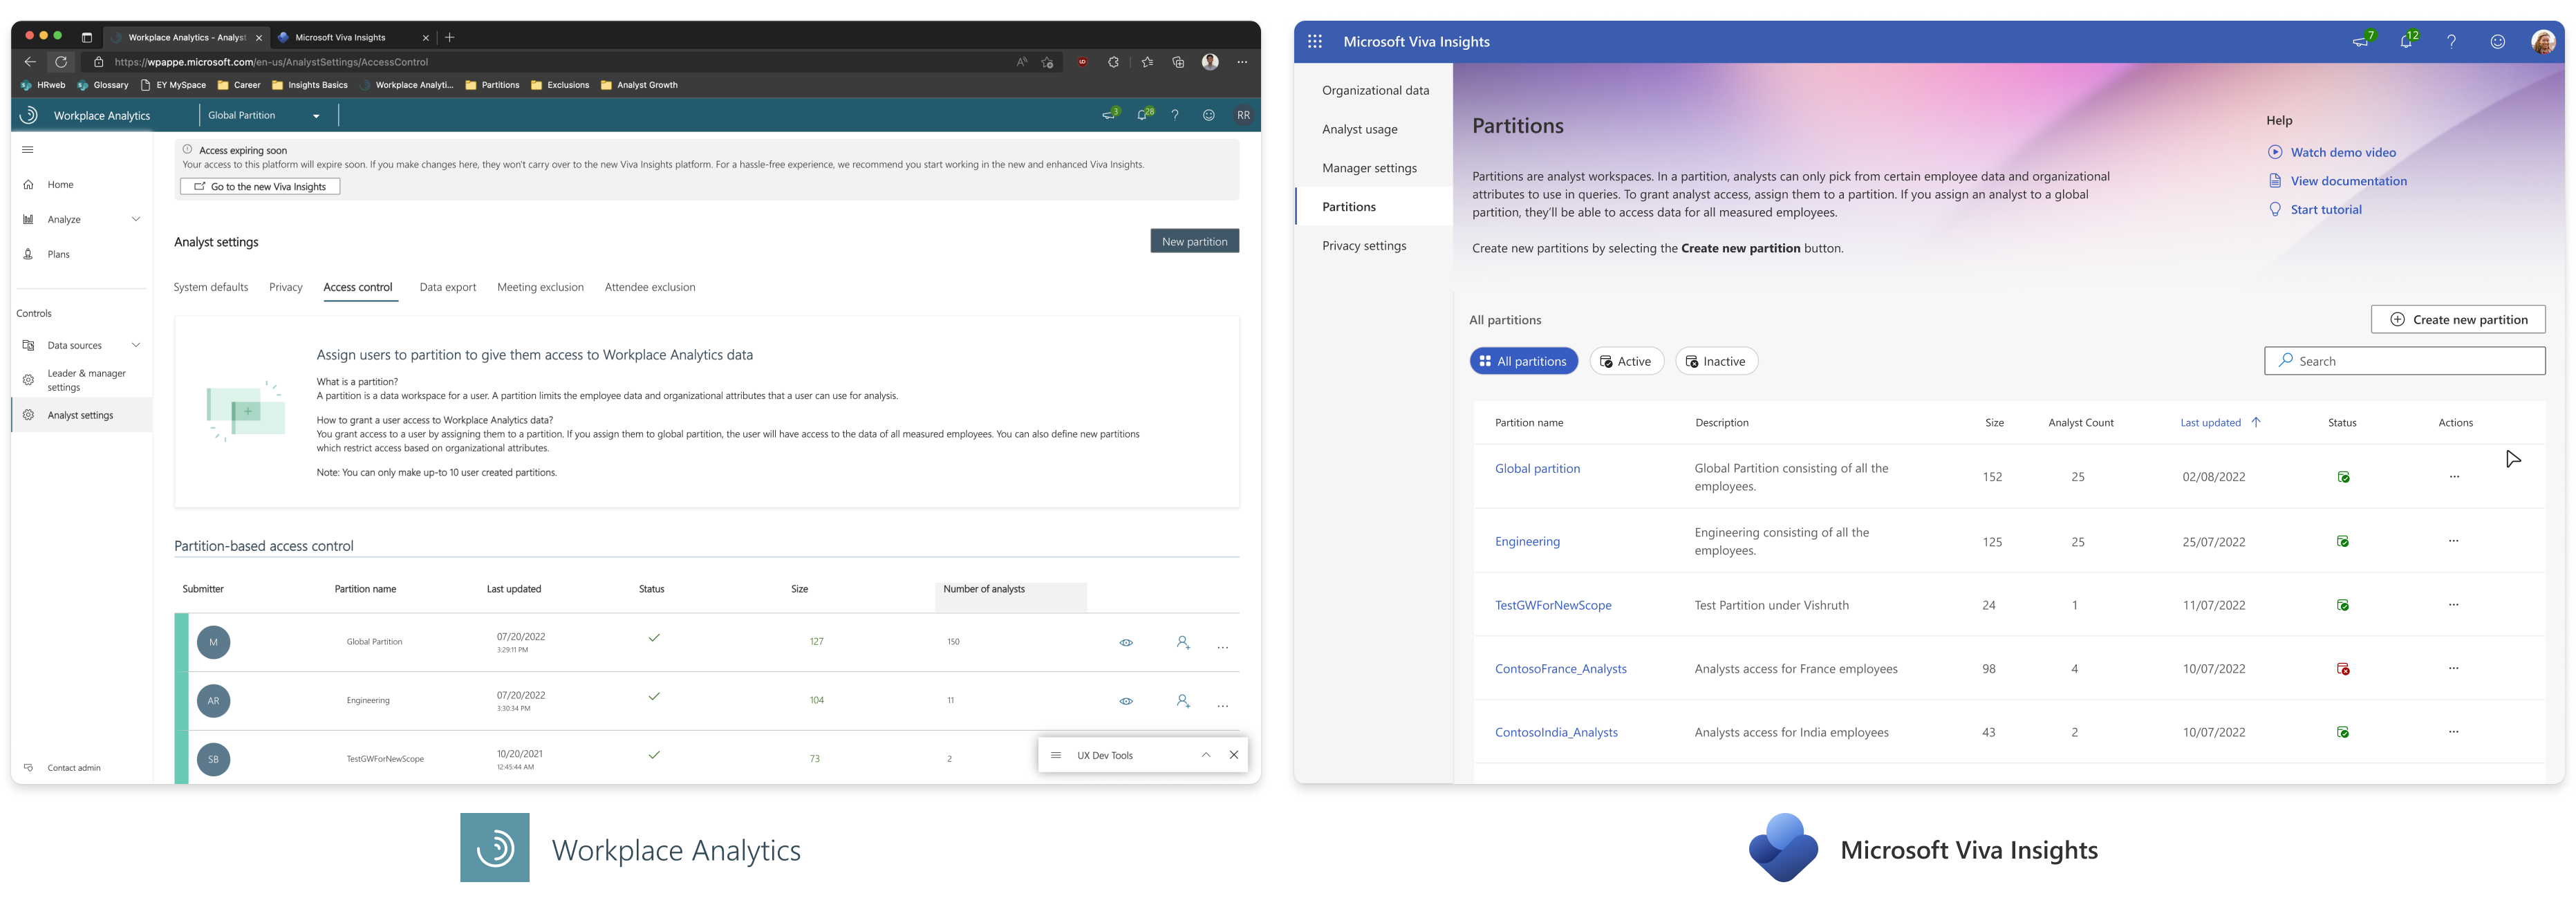 Workplace Analytics - Analyst
Microsoft Viva Insights
https://wpappe.microsoft.com/en-us/AnalystSettings/AccessControl
HRweb
Glossary
EY MySpace
Career
Insights Basics
Workplace Analyti...
Partitions
Exclusions
Analyst Growth
Workplace Analytics
Global Partition
3
28
?
RR
Home
Analyze
Plans
Controls
Data sources
Leader & manager
settings
Analyst settings
Contact admin
Access expiring soon
Your access to this platform will expire soon. If you make changes here, they won't carry over to the new Viva Insights platform. For a hassle-free experience, we recommend you start working in the new and enhanced Viva Insights.
Go to the new Viva Insights
Analyst settings
New partition
System defaults
Privacy
Access control
Data export
Meeting exclusion
Attendee exclusion
Assign users to partition to give them access to Workplace Analytics data
What is a partition?
A partition is a data workspace for a user. A partition limits the employee data and organizational attributes that a user can use for analysis.
How to grant a user access to Workplace Analytics data?
You grant access to a user by assigning them to a partition. If you assign them to global partition, the user will have access to the data of all measured employees. You can also define new partitions
which restrict access based on organizational attributes.
Note: You can only make up-to 10 user created partitions.
Partition-based access control
Submitter Partition name Last updated Status Size Number of analysts
M Global Partition 07/20/2022 127 150 ...
3:29:11 PM
AR Engineering 07/20/2022 104 11 ...
3:30:34 PM
SB TestGWForNewScope 10/20/2021 73 2
12:45:44 AM
UX Dev Tools
Workplace Analytics
Microsoft Viva Insights
7
12
?
Organizational data
Analyst usage
Manager settings
Partitions
Privacy settings
Partitions
Partitions are analyst workspaces. In a partition, analysts can only pick from certain employee data and organizational
attributes to use in queries. To grant analyst access, assign them to a partition. If you assign an analyst to a global
partition, they'll be able to access data for all measured employees.
Create new partitions by selecting the Create new partition button.
Help
Watch demo video
View documentation
Start tutorial
All partitions
Create new partition
All partitions
Active
Inactive
Search
Partition name Description Size Analyst Count Last updated Status Actions
Global partition Global Partition consisting of all the 152 25 02/08/2022 ...
employees.
Engineering Engineering consisting of all the 125 25 25/07/2022 ...
employees.
TestGWForNewScope Test Partition under Vishruth 24 1 11/07/2022 ...
ContosoFrance_Analysts Analysts access for France employees 98 4 10/07/2022 ...
ContosoIndia_Analysts Analysts access for India employees 43 2 10/07/2022 ...
Microsoft Viva Insights